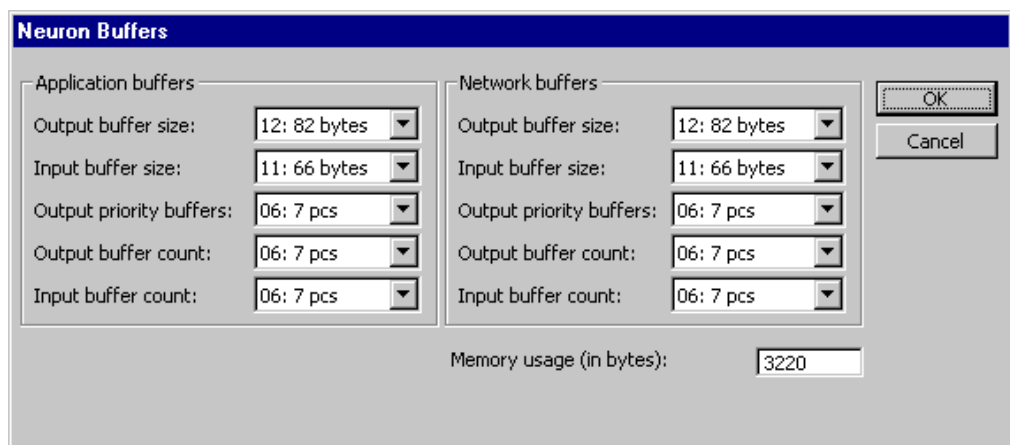 Neuron Buffers
Application buffers
Output buffer size: 12: 82 bytes
Input buffer size: 11: 66 bytes
Output priority buffers: 06: 7 pcs
Output buffer count: 06: 7 pcs
Input buffer count: 06: 7 pcs
Network buffers
Output buffer size: 12: 82 bytes
Input buffer size: 11: 66 bytes
Output priority buffers: 06: 7 pcs
Output buffer count: 06: 7 pcs
Input buffer count: 06: 7 pcs
Memory usage (in bytes): 3220
OK
Cancel